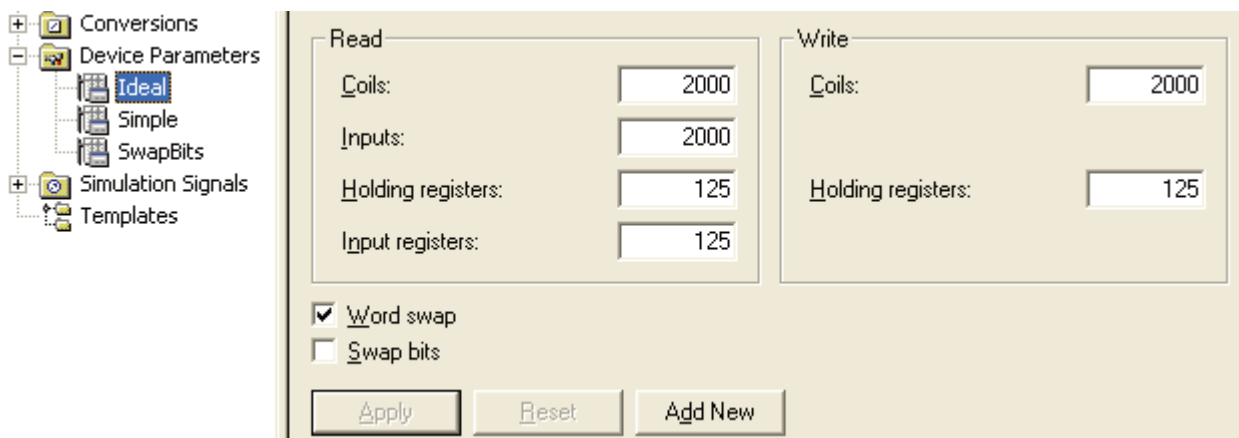 Conversions
Device Parameters
Ideal
Simple
SwapBits
Simulation Signals
Templates
Read
Coils: 2000
Inputs: 2000
Holding registers: 125
Input registers: 125
Write
Coils: 2000
Holding registers: 125
Word swap
Swap bits
Apply Reset Add New